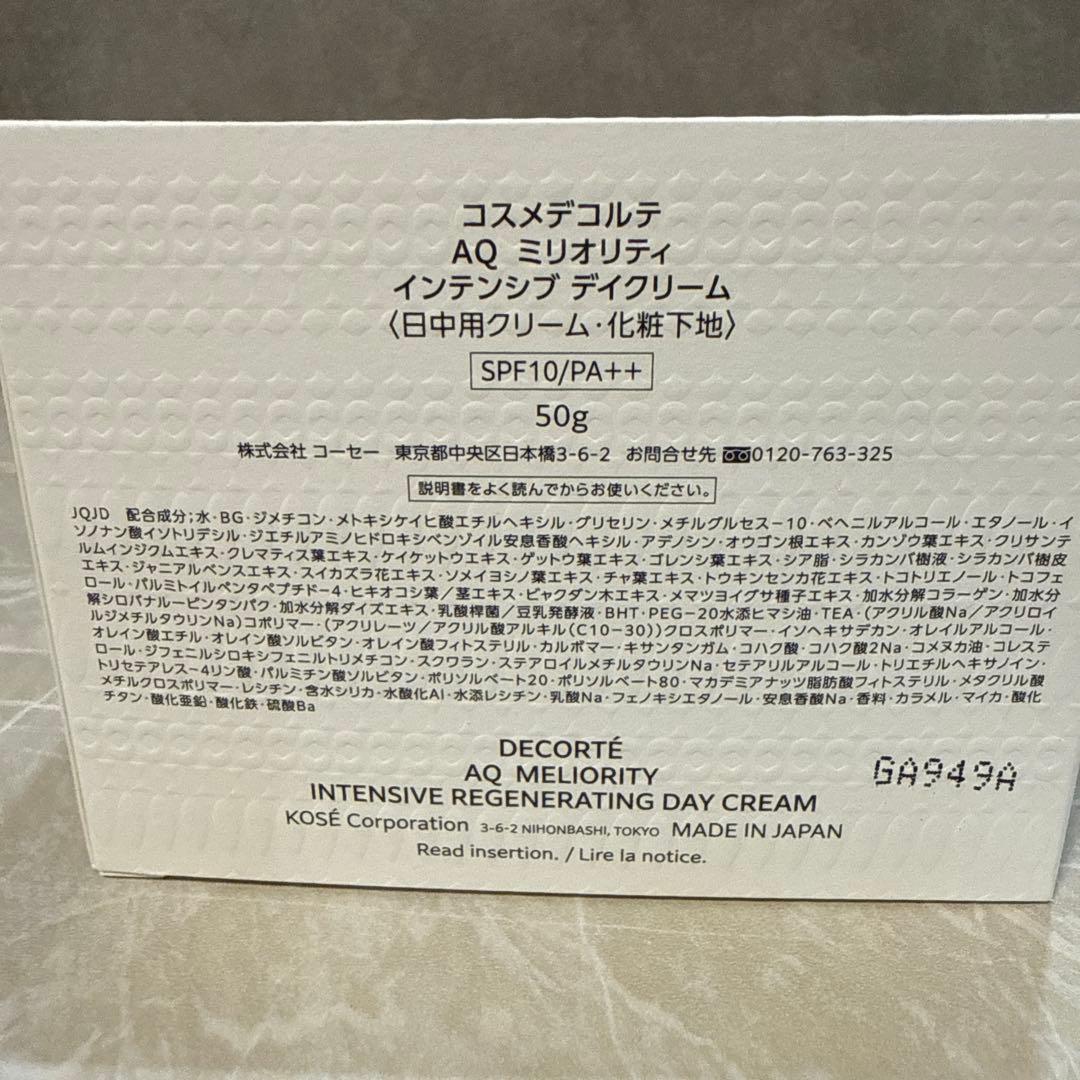 コスメデコルテ
AQ ミリオリティ
インテンシブ デイクリーム
〈日中用クリーム・化粧下地〉
SPF10/PA++
50g
株式会社 コーセー 東京都中央区日本橋3-6-2 お問合せ先 0120-763-325
説明書をよく読んでからお使いください。
JQJD 配合成分;水・BG・ジメチコン・メトキシケイヒ酸エチルヘキシル・グリセリン・メチルグルセス-10・ベヘニルアルコール・エタノール・イ
ソノナン酸イソトリデシル・ジエチルアミノヒドロキシベンゾイル安息香酸ヘキシル・アデノシン・オウゴン根エキス・カンゾウ葉エキス・クリサンテ
ルムインジクムエキス・クレマティス葉エキス・ケイケットウエキス・ゲットウ葉エキス・ゴレンシ葉エキス・シア脂・シラカンバ樹液・シラカンバ樹皮
エキス・ジャニアルベンスエキス・スイカズラ花エキス・ソメイヨシノ葉エキス・チャ葉エキス・トウキンセンカ花エキス・トコトリエノール・トコフェ
ロール・パルミトイルペンタペプチド-4・ヒキオコシ葉/茎エキス・ビャクダン木エキス・メマツヨイグサ種子エキス・加水分解コラーゲン・加水分
解シロバナルーピンタンパク・加水分解ダイズエキス・乳酸桿菌/豆乳発酵液・BHT・PEG-20水添ヒマシ油・TEA・(アクリル酸Na/アクリロイ
ルジメチルタウリンNa)コポリマー・(アクリレーツ/アクリル酸アルキル(C10-30))クロスポリマー・イソヘキサデカン・オレイルアルコール・
オレイン酸エチル・オレイン酸ソルビタン・オレイン酸フィトステリル・カルボマー・キサンタンガム・コハク酸・コハク酸2Na・コメヌカ油・コレステ
ロール・ジフェニルシロキシフェニルトリメチコン・スクワラン・ステアロイルメチルタウリンNa・セテアリルアルコール・トリエチルヘキサノイン・
トリセテアレス-4リン酸・パルミチン酸ソルビタン・ポリソルベート20・ポリソルベート80・マカデミアナッツ脂肪酸フィトステリル・メタクリル酸
メチルクロスポリマー・レシチン・含水シリカ・水酸化Al・水添レシチン・乳酸Na・フェノキシエタノール・安息香酸Na・香料・カラメル・マイカ・酸化
チタン・酸化亜鉛・酸化鉄・硫酸Ba
DECORTÉ
AQ MELIORITY
INTENSIVE REGENERATING DAY CREAM
GA949A
KOSÉ Corporation 3-6-2 NIHONBASHI, TOKYO MADE IN JAPAN
Read insertion. / Lire la notice.